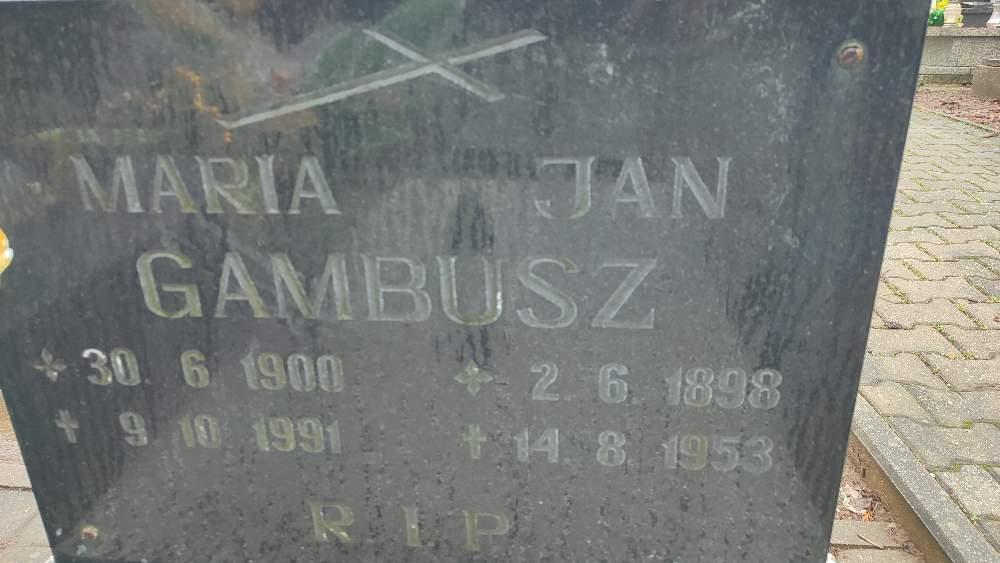 MARIA JAN
GAMBUSZ
30. 6. 1900 2. 6. 1898
† 9. 10. 1991 † 14. 8. 1953
R I P